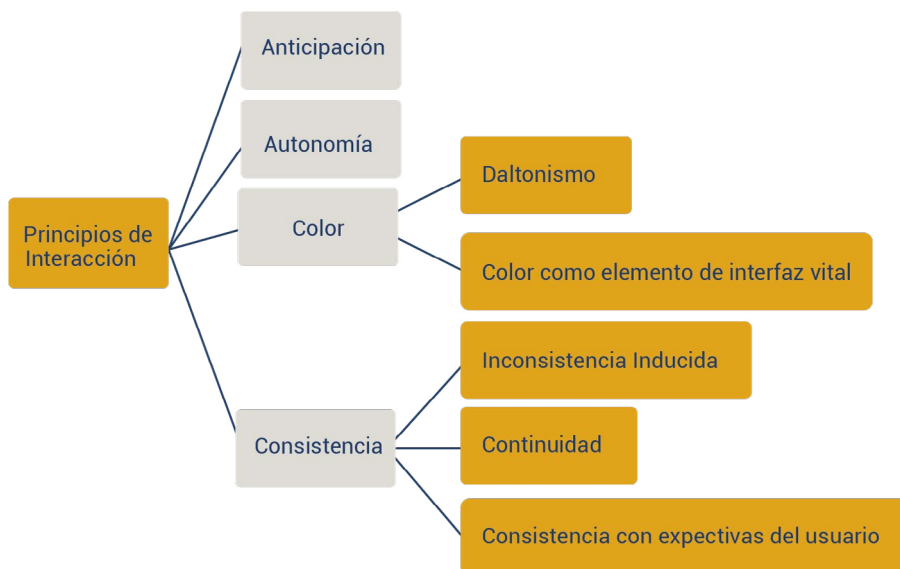 Principios de
Interacción
Anticipación
Autonomía
Color
Daltonismo
Color como elemento de interfaz vital
Consistencia
Inconsistencia Inducida
Continuidad
Consistencia con expectivas del usuario